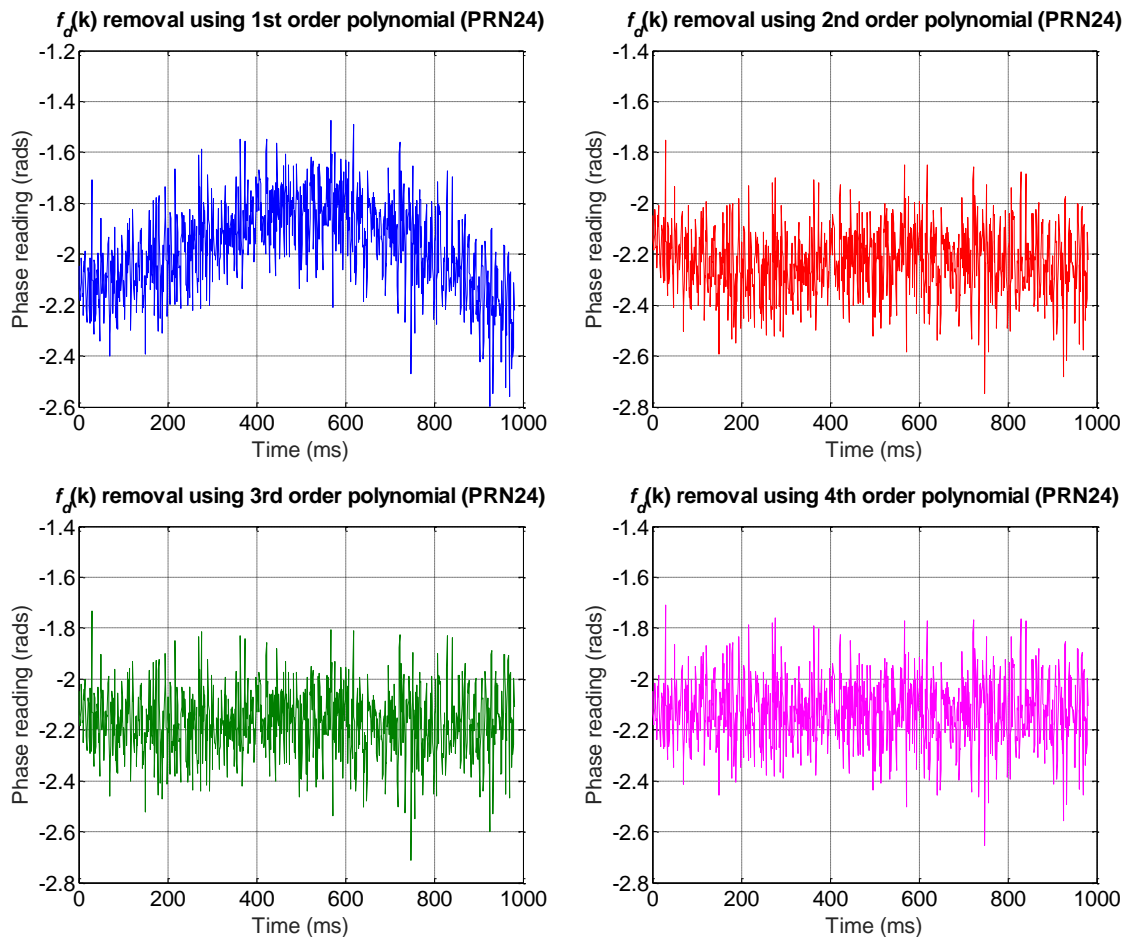 f_d(k) removal using 1st order polynomial (PRN24)
-1.2
-1.4
-1.6
-1.8
-2
-2.2
-2.4
-2.6
Phase reading (rads)
0 200 400 600 800 1000
Time (ms)
f_d(k) removal using 2nd order polynomial (PRN24)
-1.4
-1.6
-1.8
-2
-2.2
-2.4
-2.6
-2.8
Phase reading (rads)
0 200 400 600 800 1000
Time (ms)
f_d(k) removal using 3rd order polynomial (PRN24)
-1.4
-1.6
-1.8
-2
-2.2
-2.4
-2.6
-2.8
Phase reading (rads)
0 200 400 600 800 1000
Time (ms)
f_d(k) removal using 4th order polynomial (PRN24)
-1.4
-1.6
-1.8
-2
-2.2
-2.4
-2.6
-2.8
Phase reading (rads)
0 200 400 600 800 1000
Time (ms)